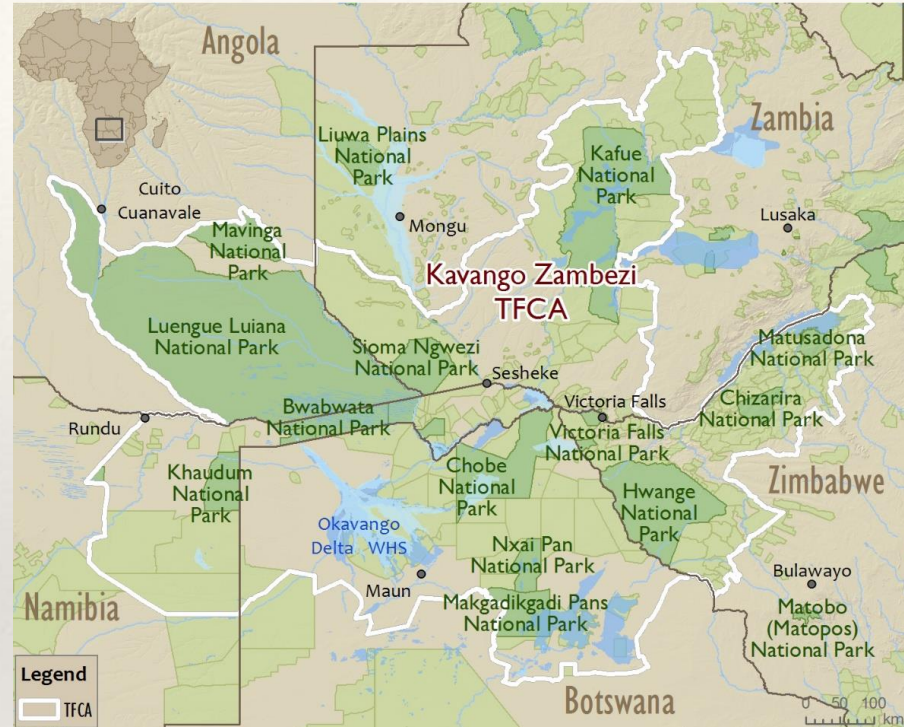 Angola
Zambia
Liuwa Plains
National
Park
Kafue
National
Park
Cuito
Cuanavale
Mongu
Lusaka
Mavinga
National
Park
Kavango Zambezi
TFCA
Luengue Luiana
National Park
Sioma Ngwezi
National Park
Matusadona
National Park
Sesheke
Bwabwata
National Park
Victoria Falls
Chizarira
National Park
Rundu
Victoria Falls
National Park
Khaudum
National
Park
Chobe
National
Park
Hwange
National
Park
Zimbabwe
Okavango
Delta WHS
Nxai Pan
National Park
Maun
Bulawayo
Namibia
Makgadikgadi Pans
National Park
Matobo
(Matopos)
National Park
Legend
TFCA
Botswana
0 50 100
km